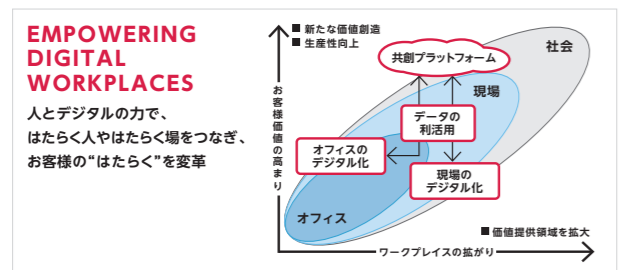 EMPOWERING
DIGITAL
WORKPLACES
人とデジタルの力で、
はたらく人やはたらく場をつなぎ、
お客様の“はたらく”を変革
■ 新たな価値創造
■ 生産性向上
お客様価値の高まり
社会
共創プラットフォーム
現場
データの
利活用
オフィスの
デジタル化
現場の
デジタル化
オフィス
■ 価値提供領域を拡大
ワークプレイスの拡がり